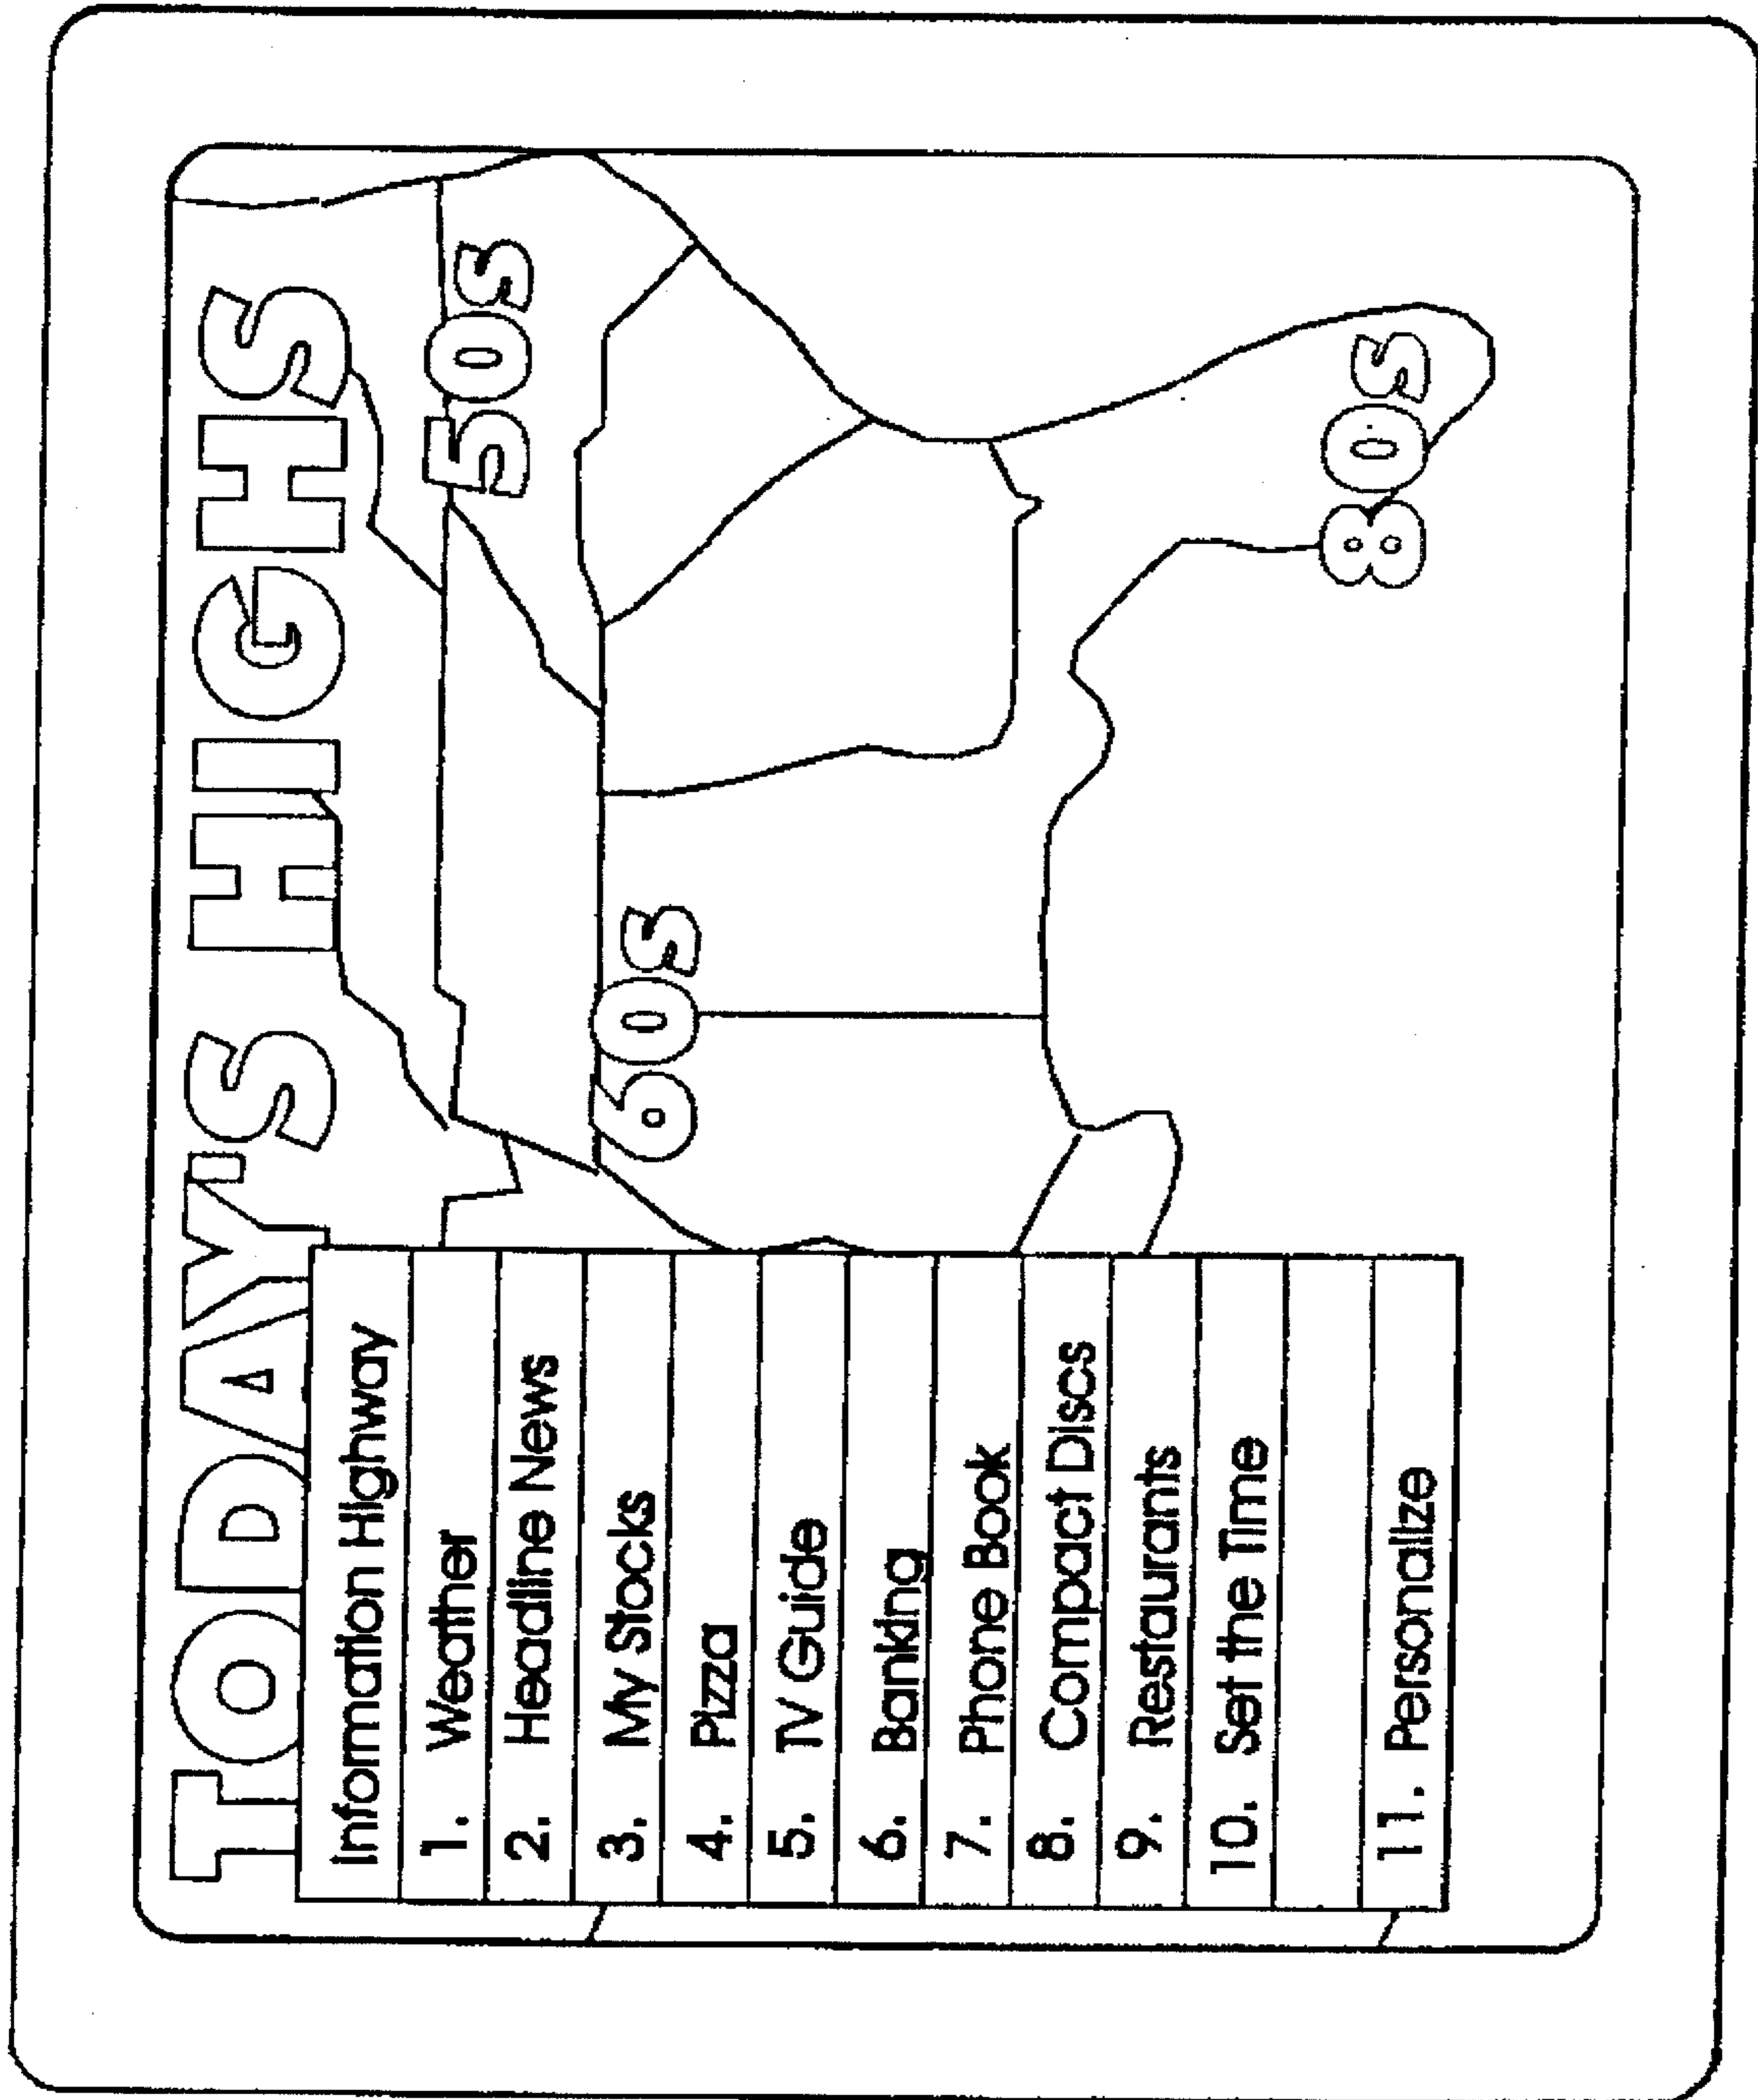 TODAY'S HIGHS
Information Highway
1. Weather
2. Headline News
3. My Stocks
4. Pizza
5. TV Guide
6. Banking
7. Phone Book
8. Compact Discs
9. Restaurants
10. Set the Time
11. Personalize
50s
60s
80s